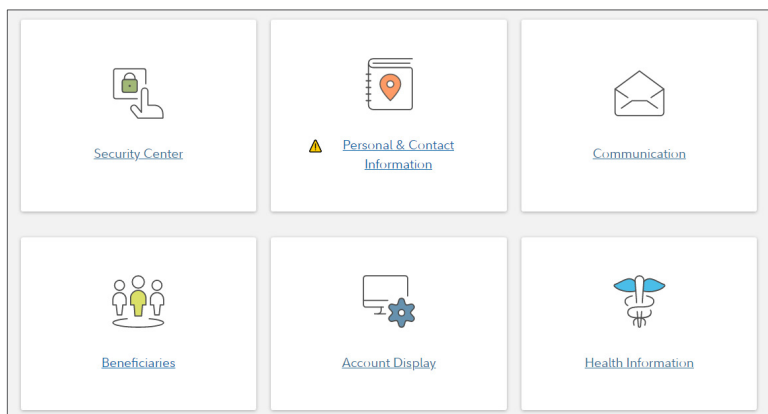 Security Center
Personal & Contact
Information
Communication
Beneficiaries
Account Display
Health Information